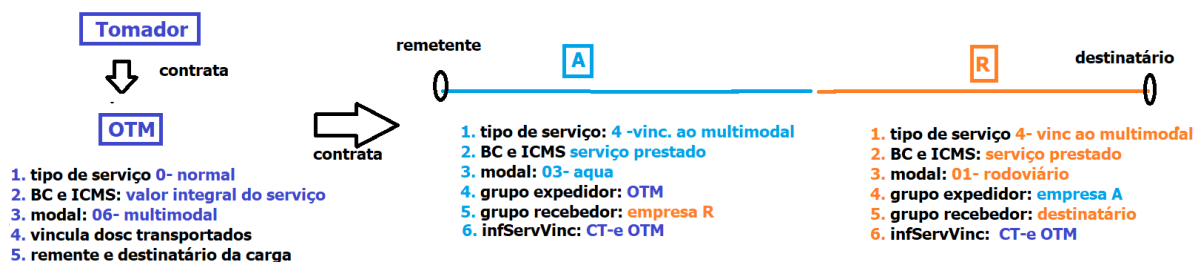 Tomador
contrata
OTM
1. tipo de serviço 0- normal
2. BC e ICMS: valor integral do serviço
3. modal: 06- multimodal
4. vincula dosc transportados
5. remente e destinatário da carga
contrata
remetente
A
R
destinatário
1. tipo de serviço: 4 -vinc. ao multimodal
2. BC e ICMS serviço prestado
3. modal: 03- aqua
4. grupo expedidor: OTM
5. grupo recebedor: empresa R
6. infServVinc: CT-e OTM
1. tipo de serviço 4- vinc ao multimodal
2. BC e ICMS: serviço prestado
3. modal: 01- rodoviário
4. grupo expedidor: empresa A
5. grupo recebedor: destinatário
6. infServVinc: CT-e OTM